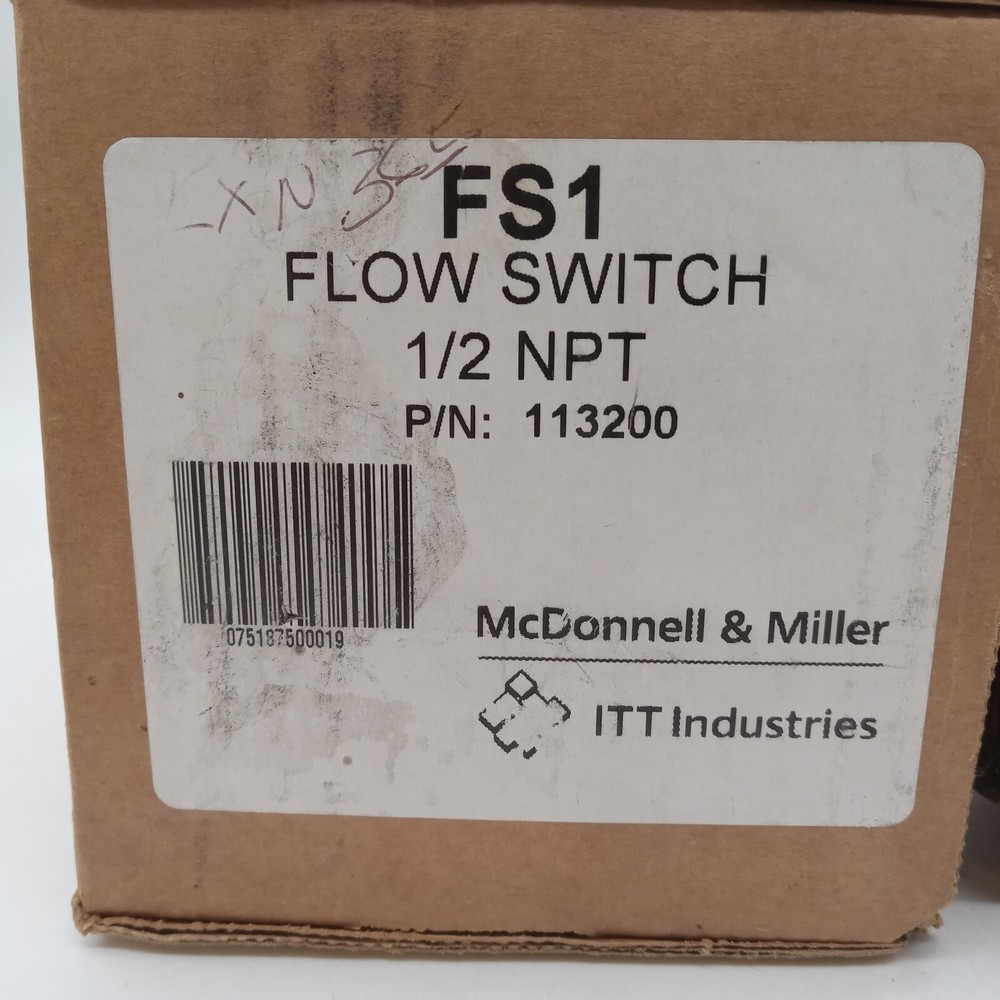 FS1
FLOW SWITCH
1/2 NPT
P/N: 113200
075187500019
McDonnell & Miller
ITT Industries